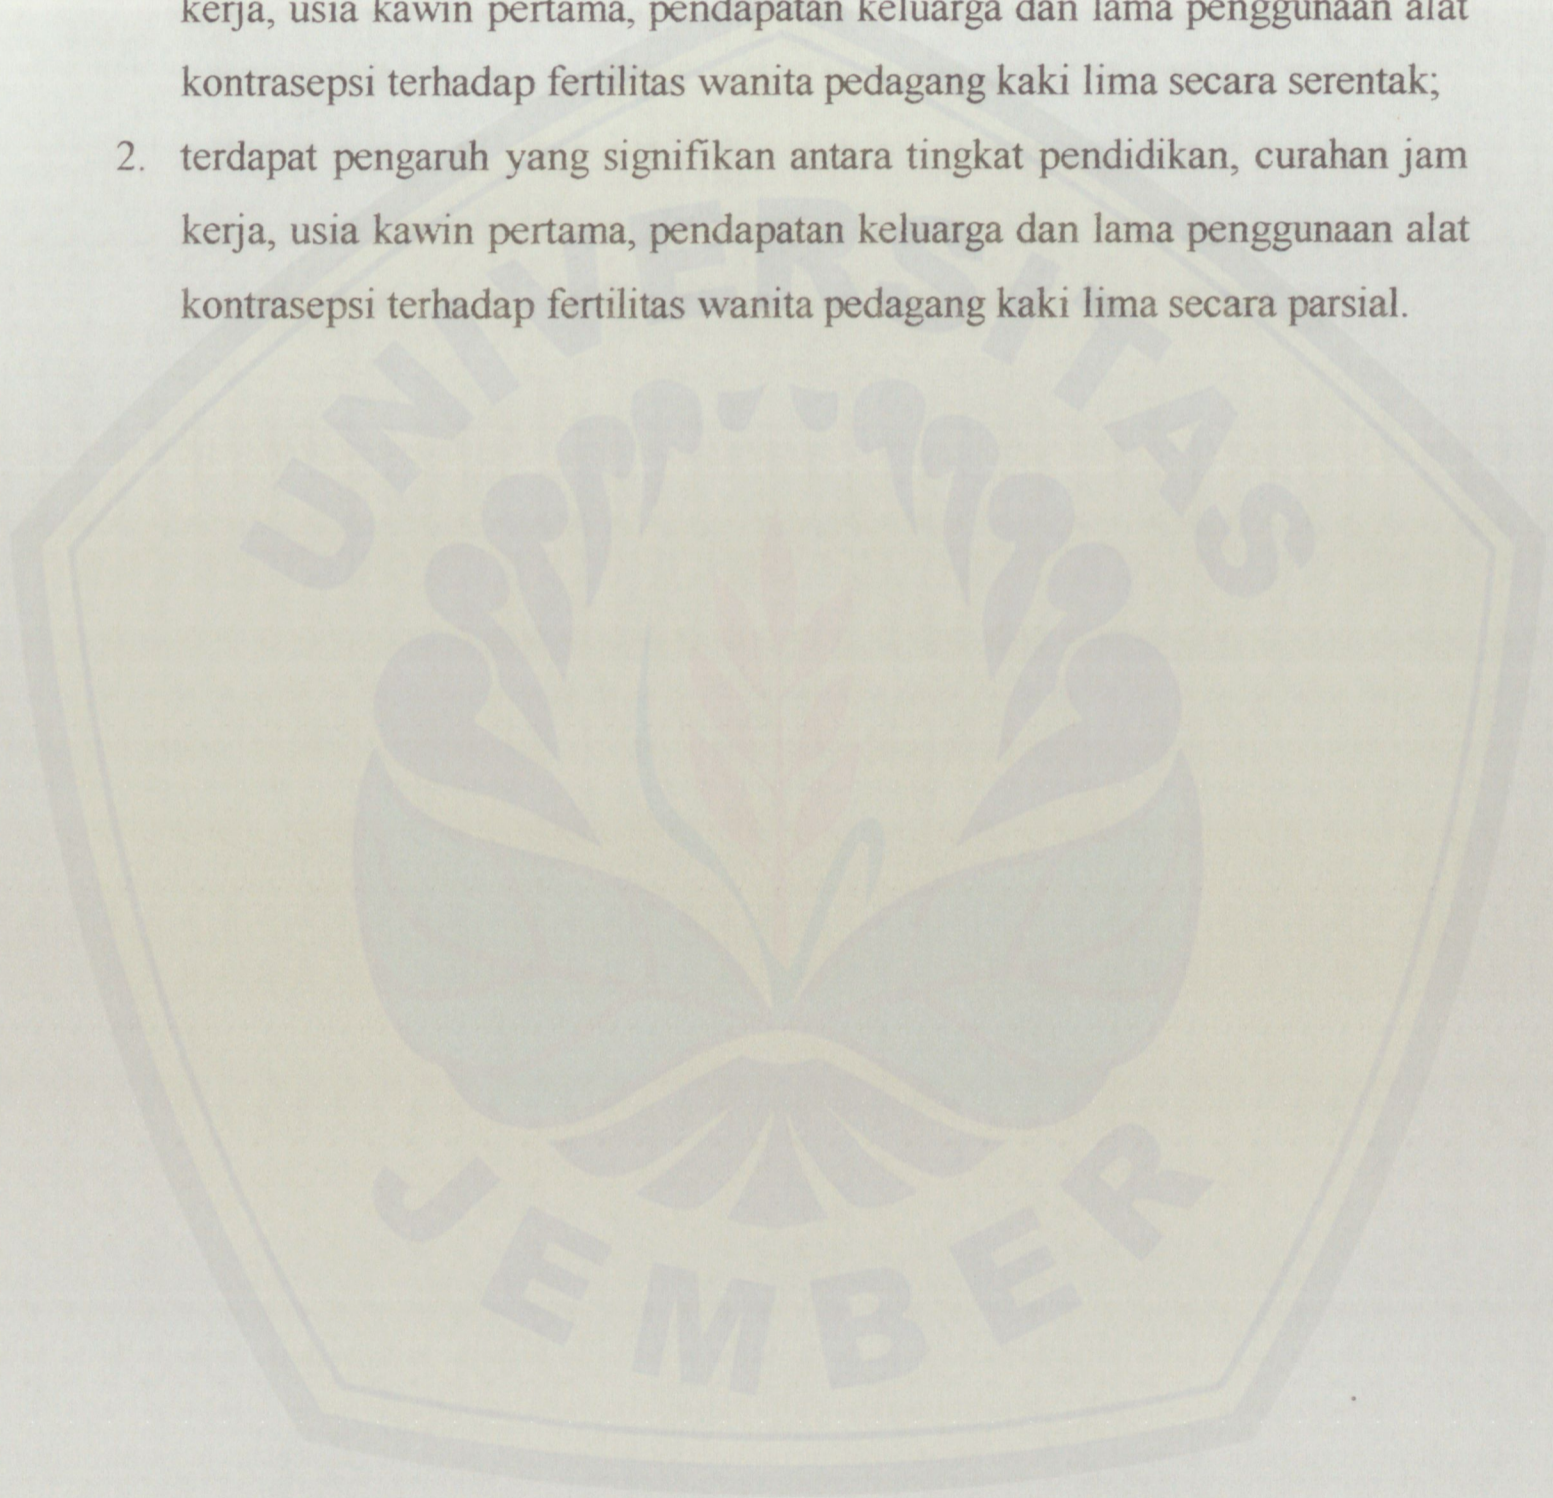 kerja, usia kawin pertama, pendapatan keluarga dan lama penggunaan alat
kontrasepsi terhadap fertilitas wanita pedagang kaki lima secara serentak;
2. terdapat pengaruh yang signifikan antara tingkat pendidikan, curahan jam
kerja, usia kawin pertama, pendapatan keluarga dan lama penggunaan alat
kontrasepsi terhadap fertilitas wanita pedagang kaki lima secara parsial.
UNIVERSITAS
JEMBER